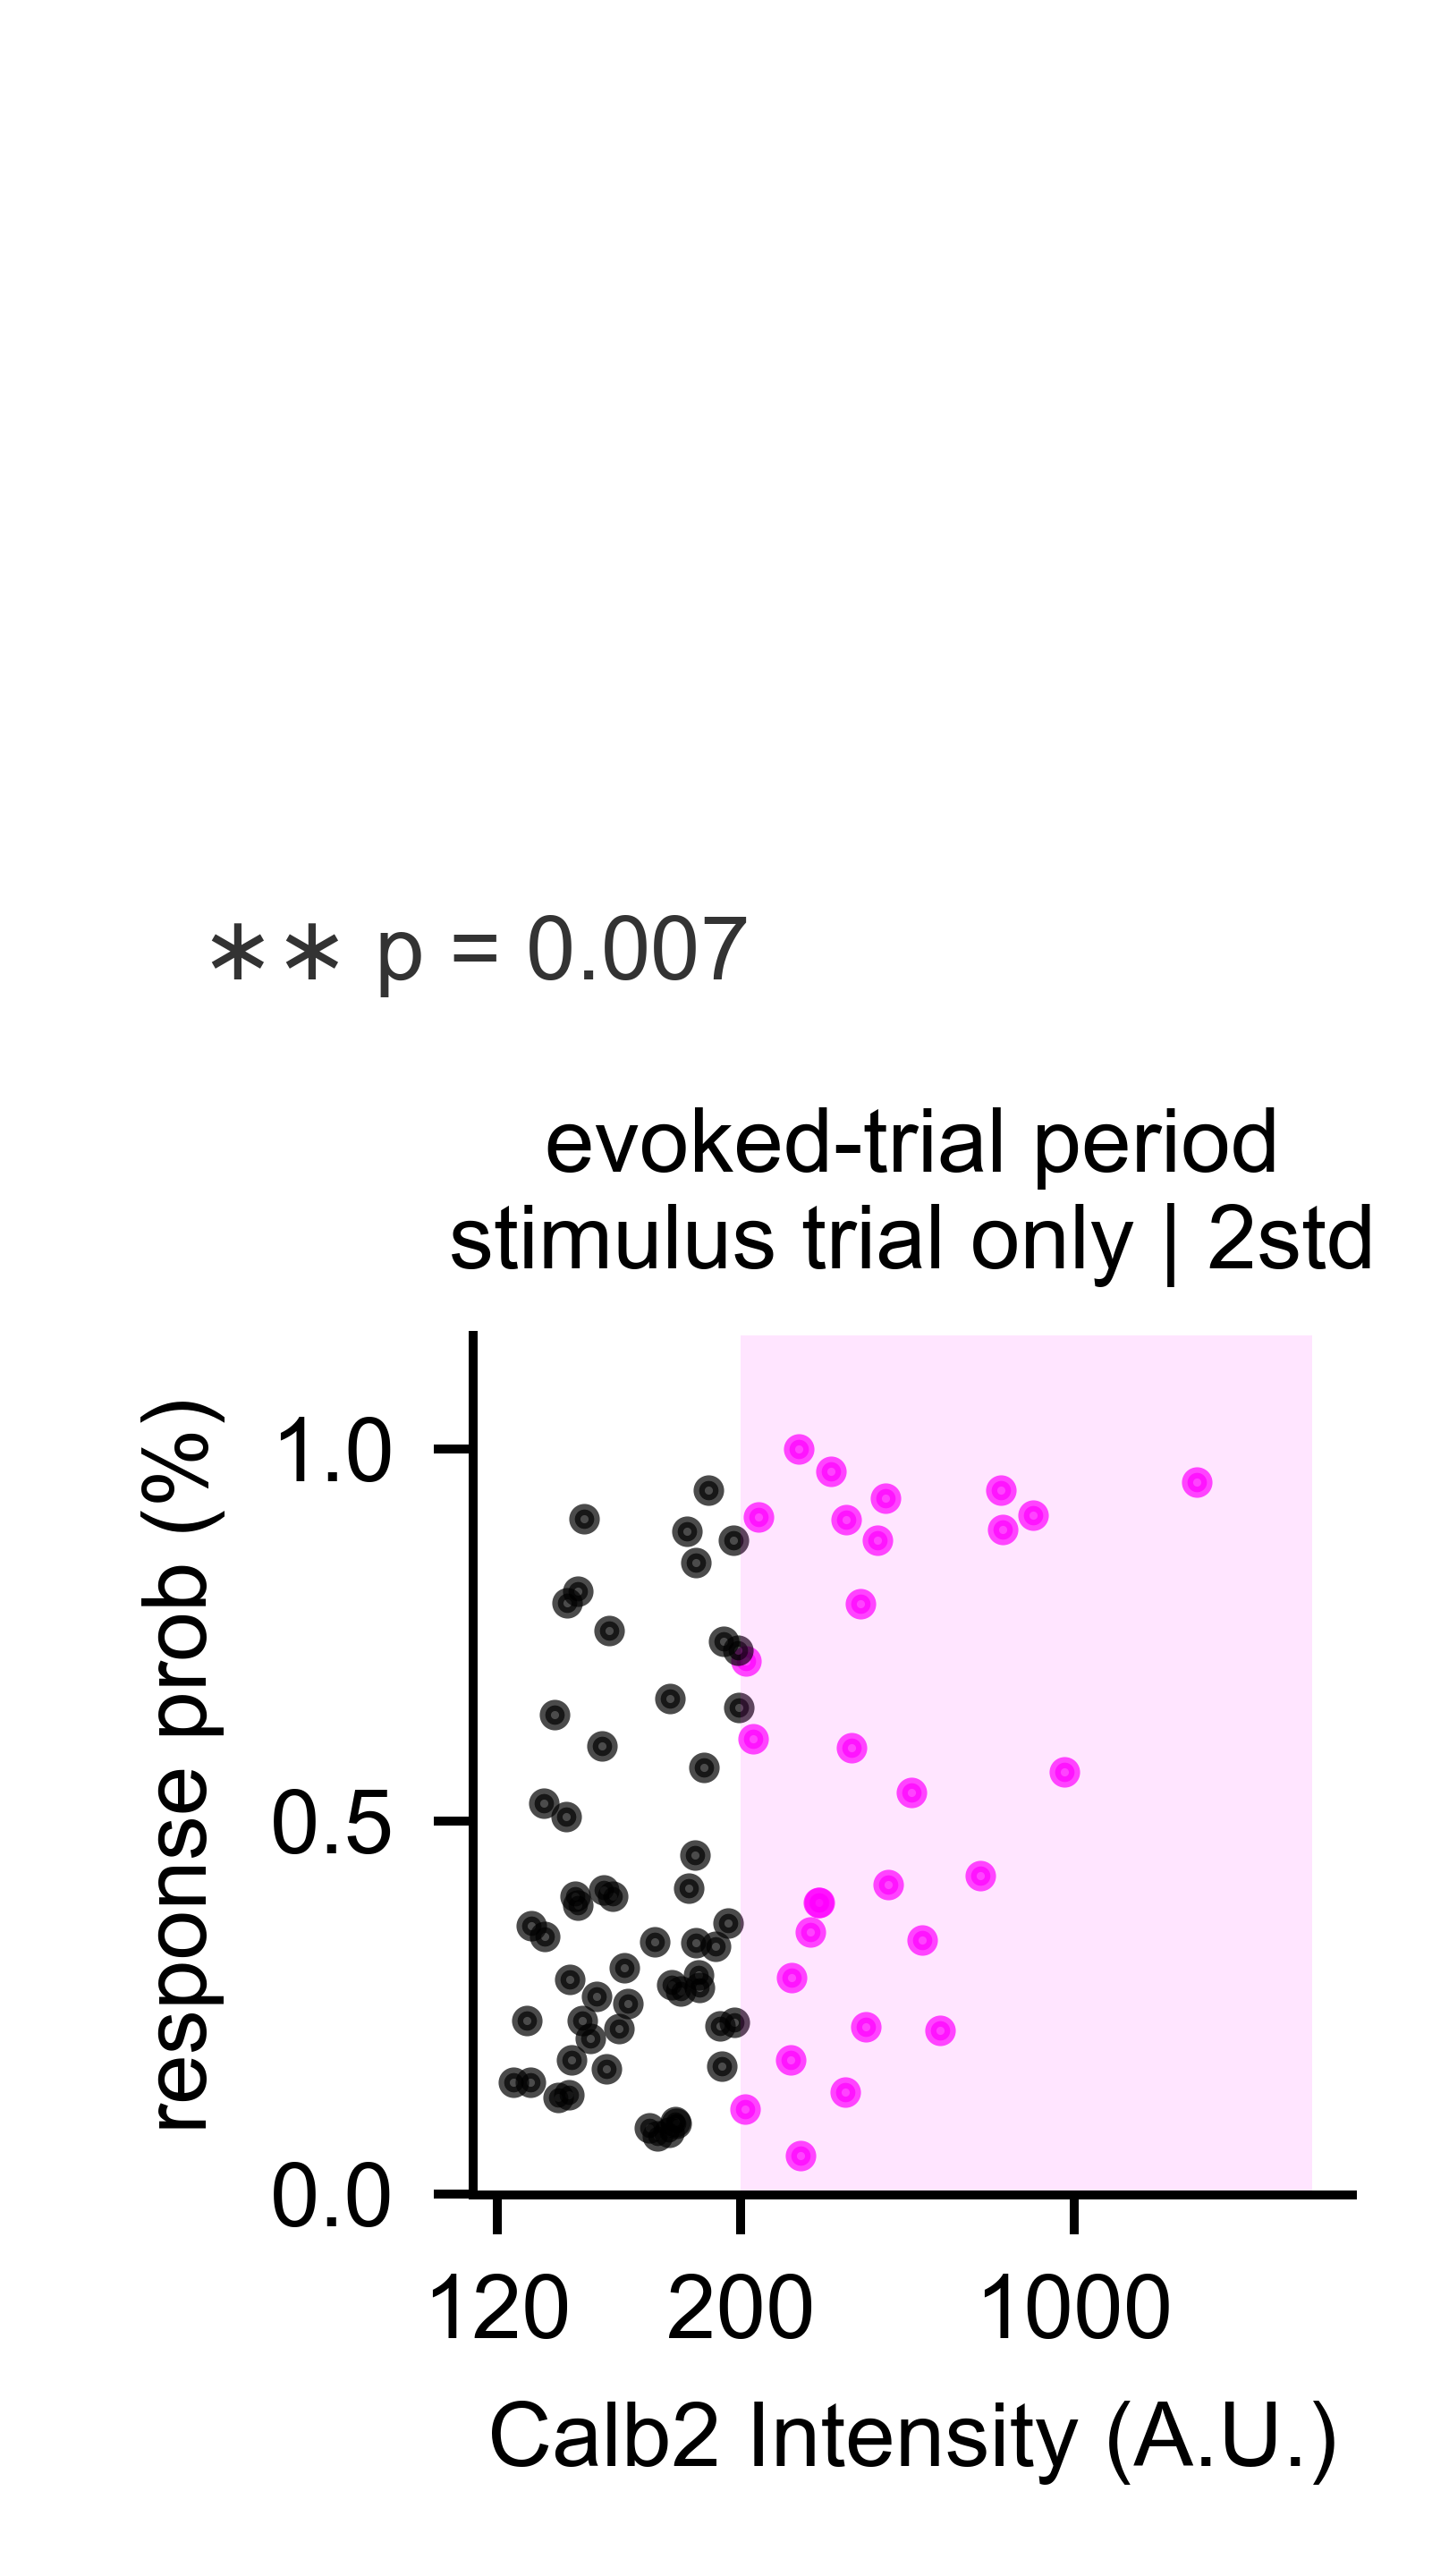 ∗∗ p = 0.007
evoked-trial period
stimulus trial only | 2std
response prob (%)
1.0
0.5
0.0
120 200 1000
Calb2 Intensity (A.U.)